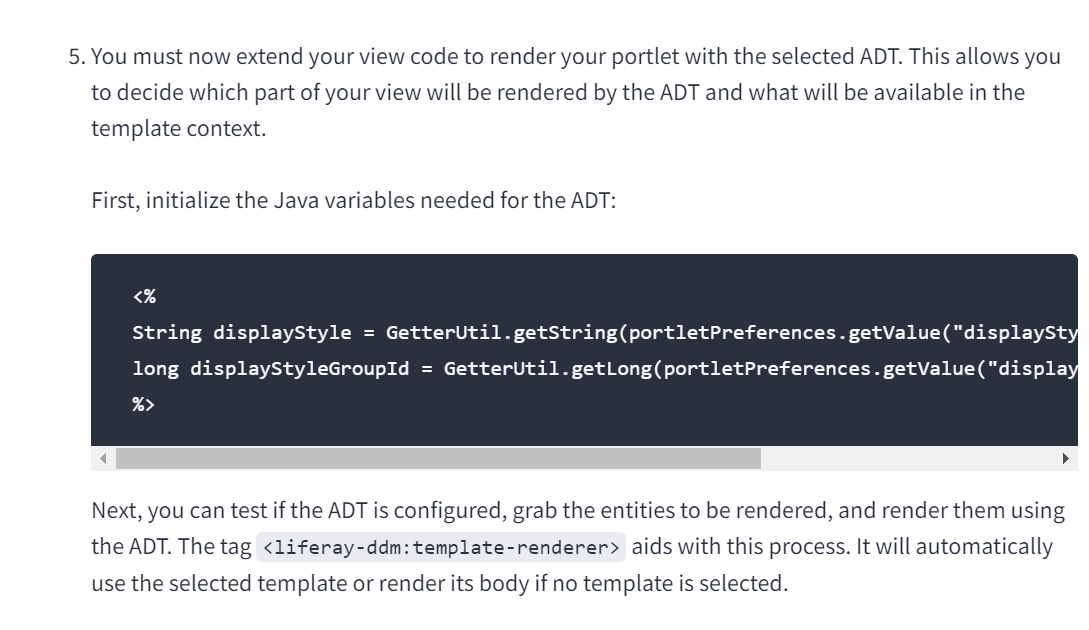 5. You must now extend your view code to render your portlet with the selected ADT. This allows you
to decide which part of your view will be rendered by the ADT and what will be available in the
template context.
First, initialize the Java variables needed for the ADT:
<%
String displayStyle = GetterUtil.getString(portletPreferences.getValue("displaySty
long displayStyleGroupId = GetterUtil.getLong(portletPreferences.getValue("display
%>
Next, you can test if the ADT is configured, grab the entities to be rendered, and render them using
the ADT. The tag <liferay-ddm:template-renderer> aids with this process. It will automatically
use the selected template or render its body if no template is selected.